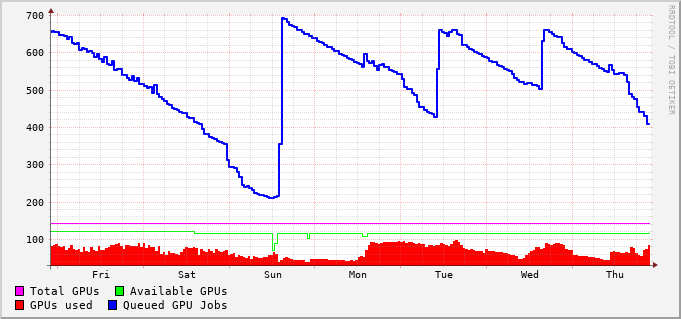 700
600
500
400
300
200
100
Fri Sat Sun Mon Tue Wed Thu
Total GPUs Available GPUs
GPUs used Queued GPU Jobs
RRDTOOL / TOBI OETIKER